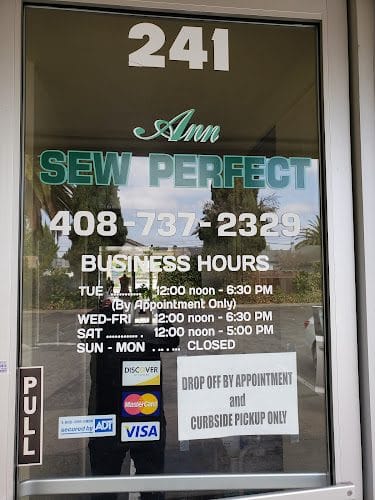 241
Ann
SEW PERFECT
408-737-2329
BUSINESS HOURS
TUE .......... 12:00 noon - 6:30 PM
(By Appointment Only)
WED-FRI ... 12:00 noon - 6:30 PM
SAT ........... 12:00 noon - 5:00 PM
SUN - MON ....... CLOSED
DISCOVER
MasterCard
VISA
DROP OFF BY APPOINTMENT
and
CURBSIDE PICKUP ONLY
PULL
secured by ADT